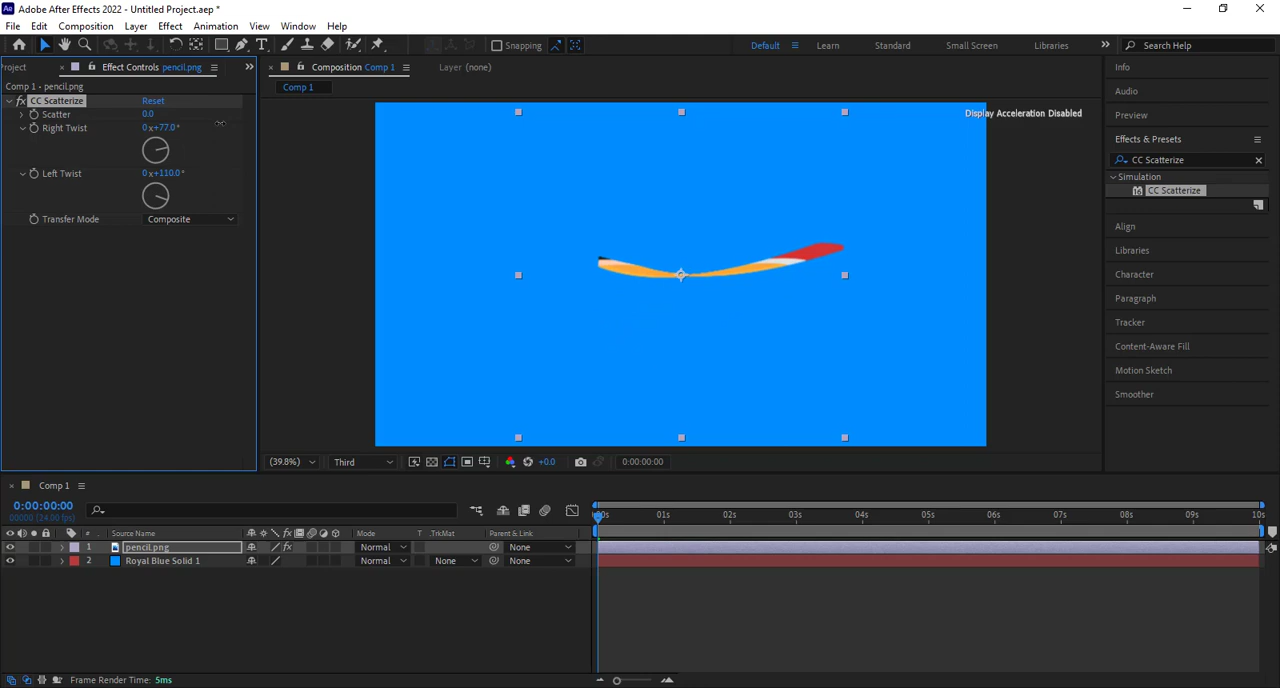 Adobe After Effects 2022 - Untitled Project.aep *
File Edit Composition Layer Effect Animation View Window Help
Snapping Default Learn Standard Small Screen Libraries Search Help
Project Effect Controls pencil.png Composition Comp 1 Layer (none) Info
Comp 1 - pencil.png Comp 1
fx CC Scatterize Reset Audio
Scatter 0.0 Display Acceleration Disabled Preview
Right Twist 0 x+77.0°
Effects & Presets
CC Scatterize
Left Twist 0 x+110.0° Simulation
CC Scatterize
Transfer Mode Composite
Align
Libraries
Character
Paragraph
Tracker
Content-Aware Fill
Motion Sketch
Smoother
(39.8%) Third +0.0 0:00:00:00
Comp 1
0:00:00:00
00000 (24.00 fps) :00s 01s 02s 03s 04s 05s 06s 07s 08s 09s 10s
# Source Name fx Mode T .TrkMat Parent & Link
1 pencil.png fx Normal None
2 Royal Blue Solid 1 Normal None None
Frame Render Time: 5ms